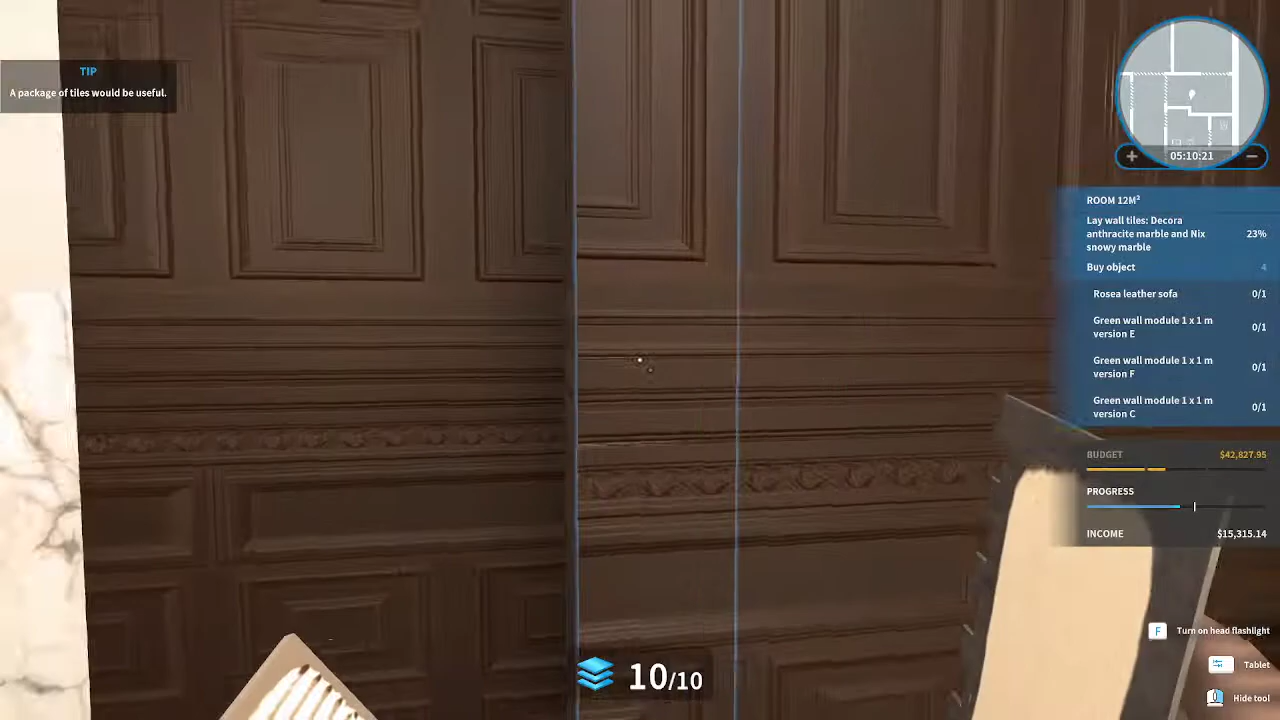 TIP
A package of tiles would be useful.
05:10:21
ROOM 12M²
Lay wall tiles: Decora
anthracite marble and Nix
snowy marble
23%
Buy object
4
Rosea leather sofa
0/1
Green wall module 1 x 1 m
version E
0/1
Green wall module 1 x 1 m
version F
0/1
Green wall module 1 x 1 m
version C
0/1
BUDGET
$42,827.95
PROGRESS
INCOME
$15,315.14
F
Turn on head flashlight
Tablet
Hide tool
10/10